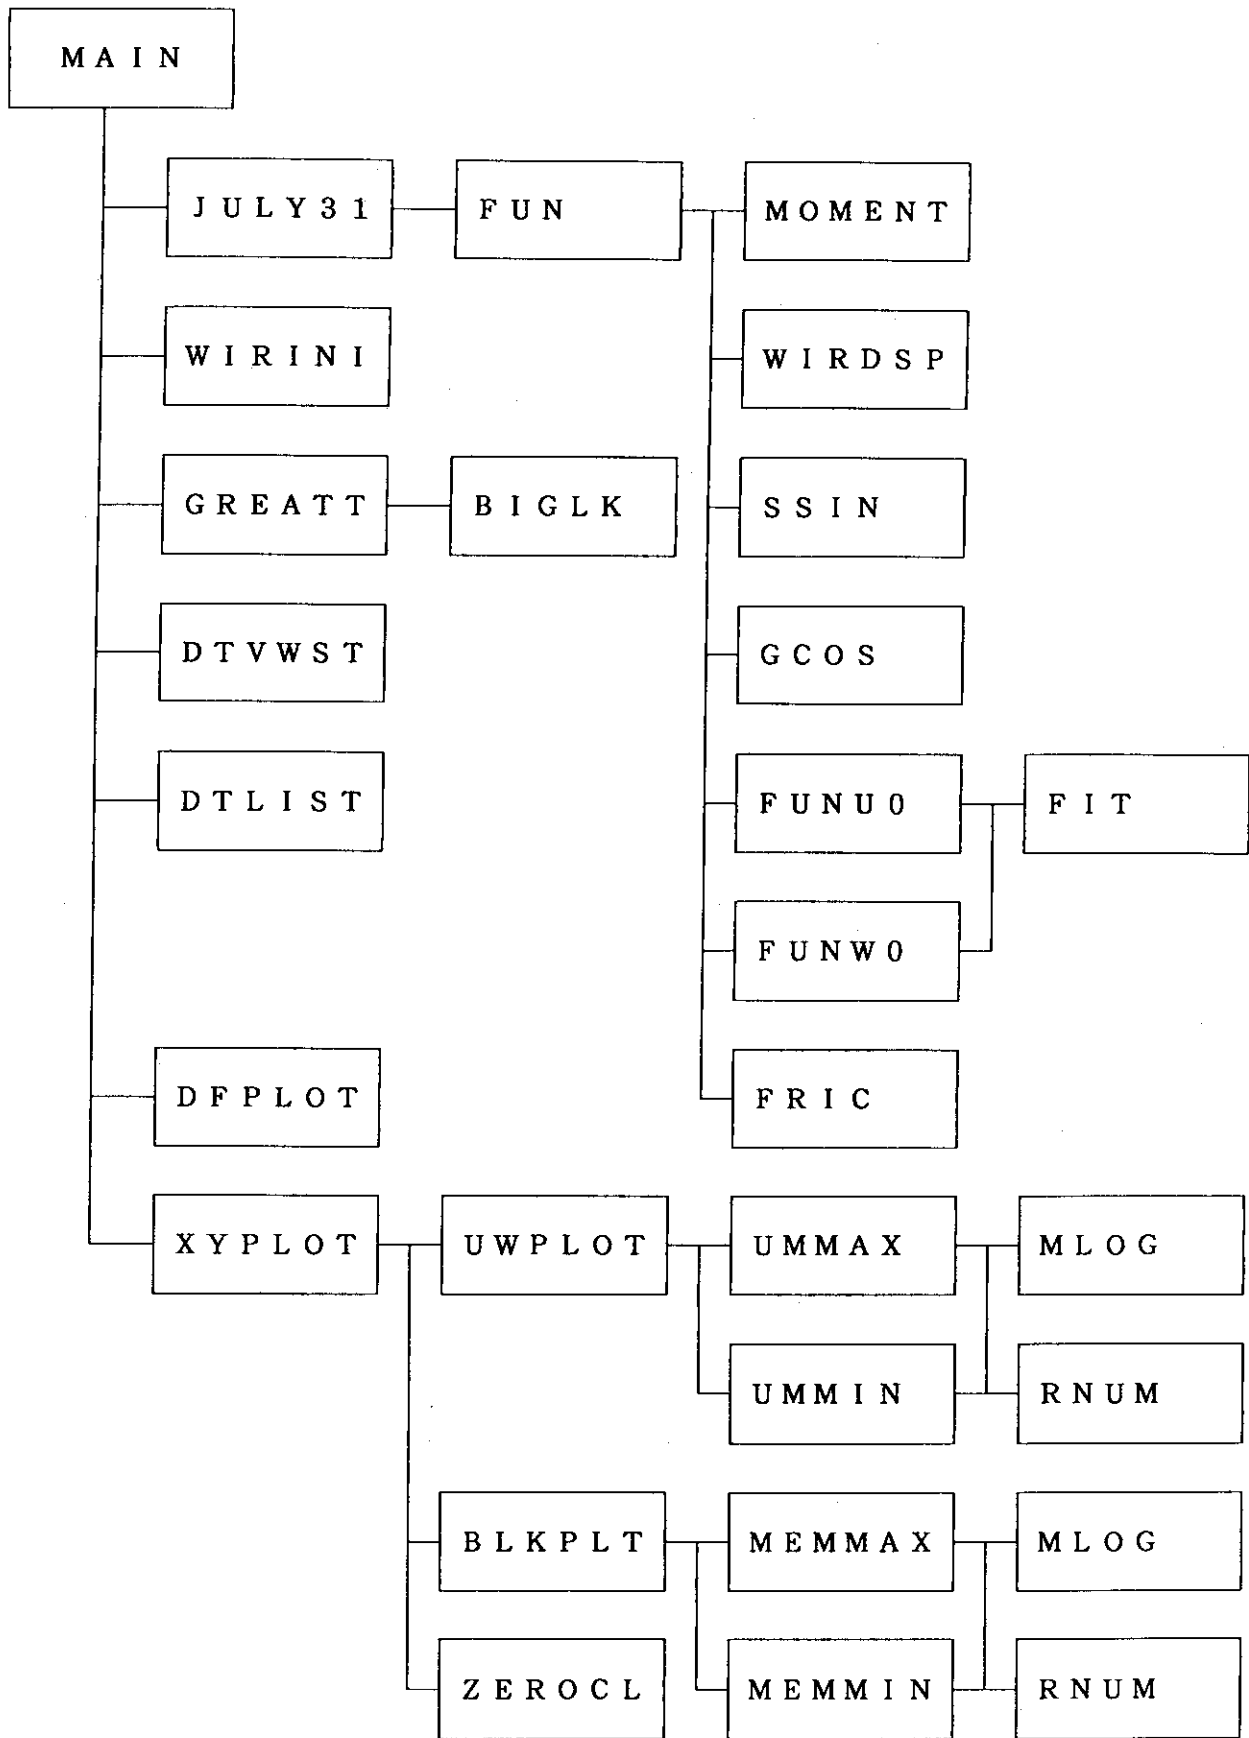 MAIN
JULY31 FUN MOMENT
WIRINI WIRDSP
GREATT BIGLK SSIN
DTVWST GCOS
DTLIST FUNU0 FIT
FUNW0
DFPLOT FRIC
XYPLOT UWPLOT UMMAX MLOG
UMMIN RNUM
BLKPLT MEMMAX MLOG
ZEROCL MEMMIN RNUM